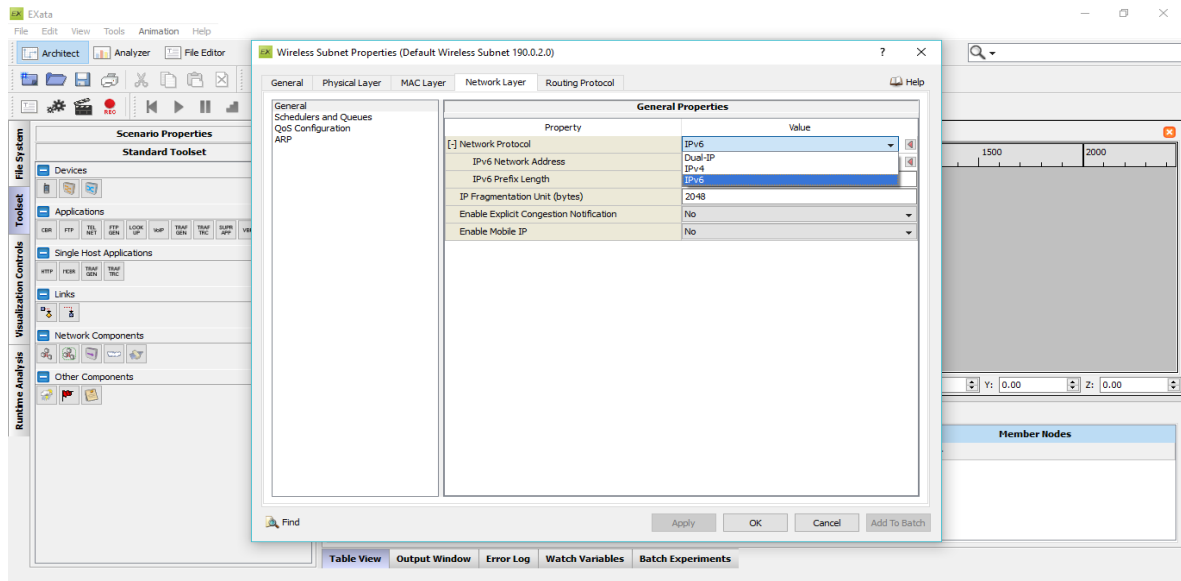 EXata
File Edit View Tools Animation Help
Architect Analyzer File Editor
Wireless Subnet Properties (Default Wireless Subnet 190.0.2.0) ?
General Physical Layer MAC Layer Network Layer Routing Protocol Help
General
Schedulers and Queues
QoS Configuration
ARP
General Properties
Property Value
[-] Network Protocol IPv6
Dual-IP
IPv4
IPv6
IPv6 Network Address
IPv6 Prefix Length
IP Fragmentation Unit (bytes) 2048
Enable Explicit Congestion Notification No
Enable Mobile IP No
Find Apply OK Cancel Add To Batch
REC
File System
Toolset
Visualization Controls
Runtime Analysis
Scenario Properties
Standard Toolset
Devices
Applications
CBR FTP TEL NET FTP GEN LOOK UP VoIP TRAF GEN TRAF TRC SUPR APP
Single Host Applications
HTTP MCBR TRAF GEN TRAF TRC
Links
Network Components
Other Components
1500 2000
Y: 0.00 Z: 0.00
Member Nodes
Table View Output Window Error Log Watch Variables Batch Experiments